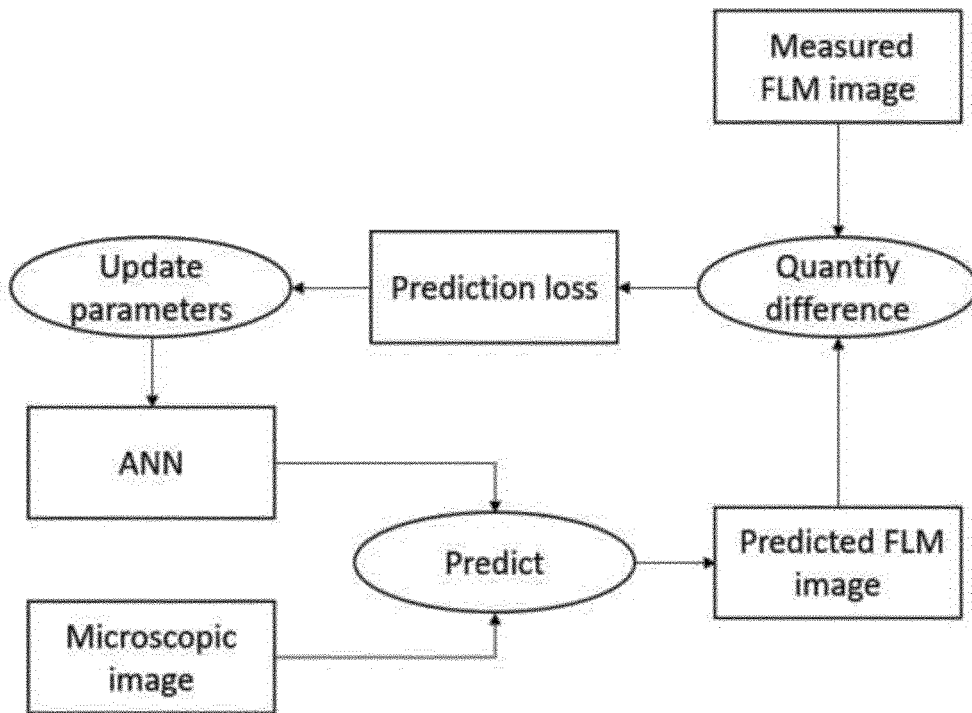 Measured
FLM image
Update
parameters
Prediction loss
Quantify
difference
ANN
Predict
Predicted FLM
image
Microscopic
image